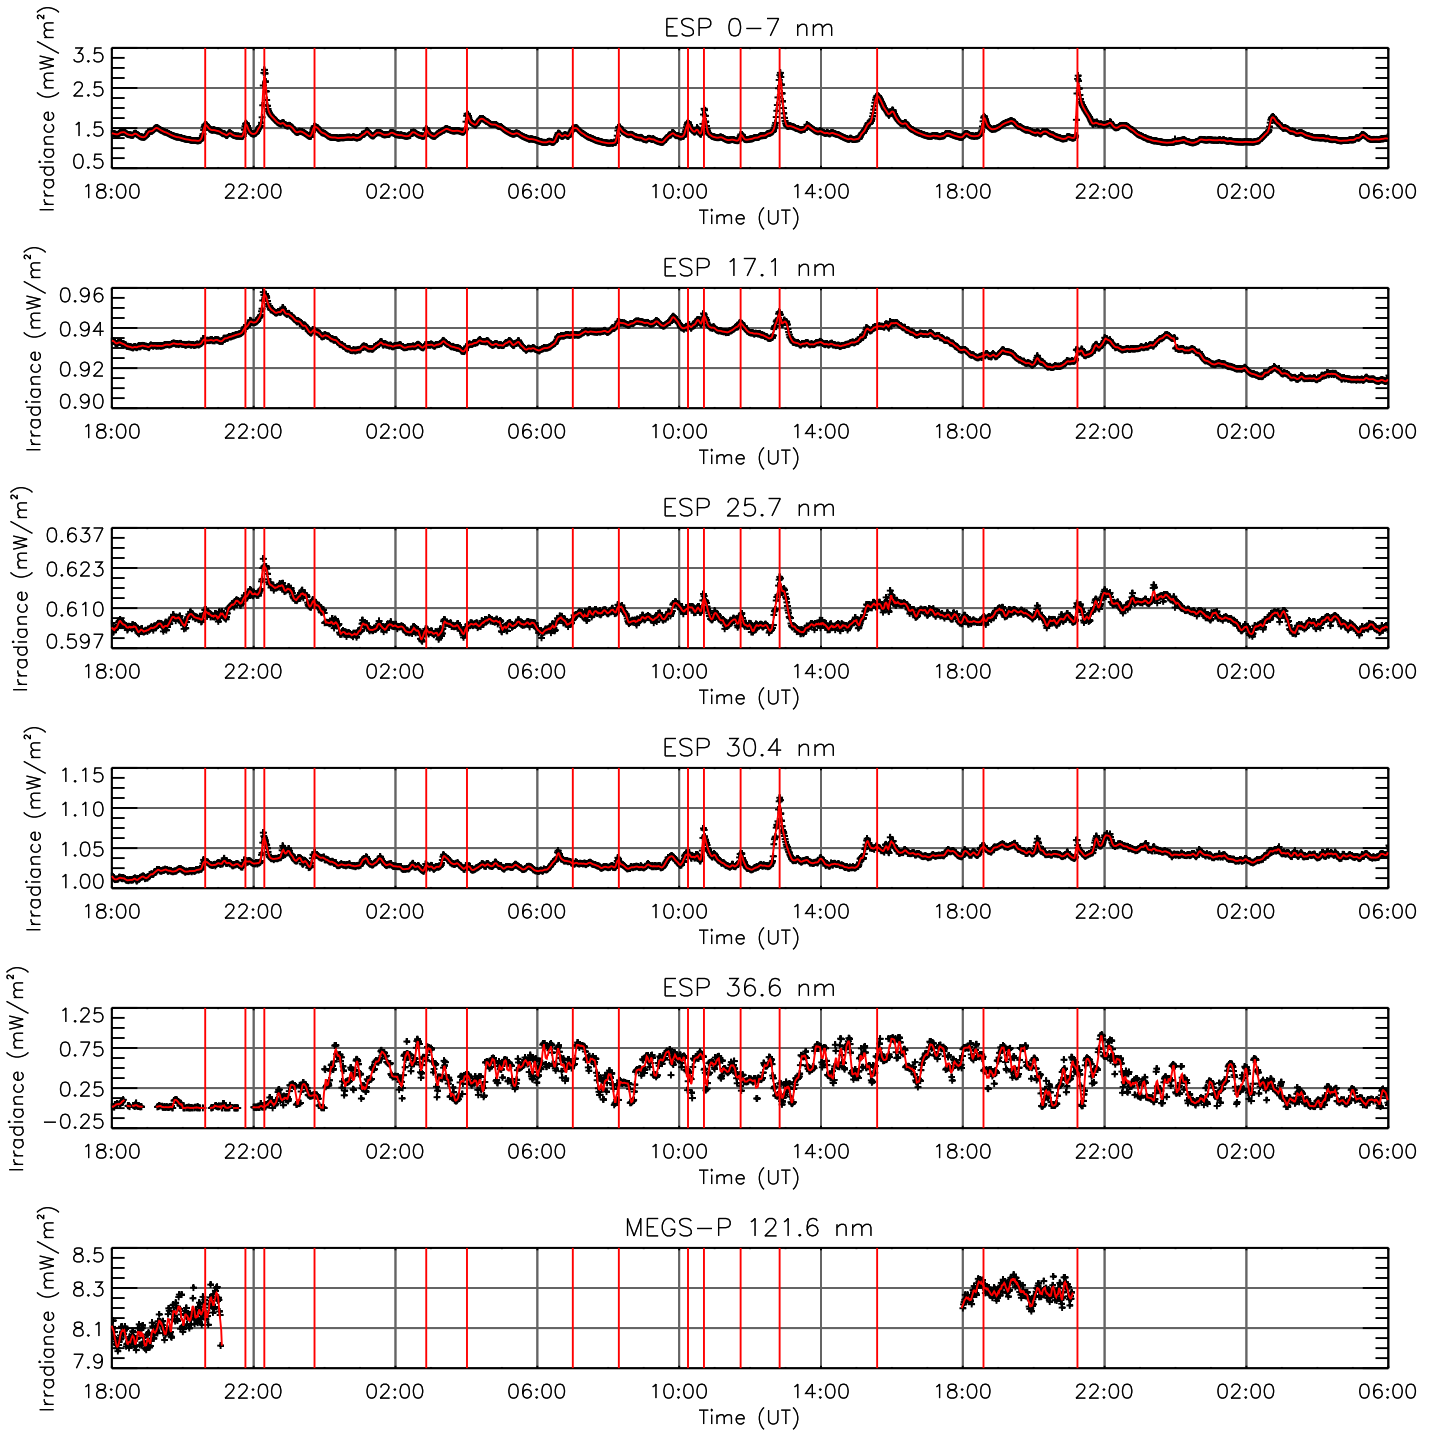 ESP 0−7 nm
Irradiance (mW/m²)
3.5
2.5
1.5
0.5
18:00 22:00 02:00 06:00 10:00 14:00 18:00 22:00 02:00 06:00
Time (UT)
ESP 17.1 nm
Irradiance (mW/m²)
0.96
0.94
0.92
0.90
18:00 22:00 02:00 06:00 10:00 14:00 18:00 22:00 02:00 06:00
Time (UT)
ESP 25.7 nm
Irradiance (mW/m²)
0.637
0.623
0.610
0.597
18:00 22:00 02:00 06:00 10:00 14:00 18:00 22:00 02:00 06:00
Time (UT)
ESP 30.4 nm
Irradiance (mW/m²)
1.15
1.10
1.05
1.00
18:00 22:00 02:00 06:00 10:00 14:00 18:00 22:00 02:00 06:00
Time (UT)
ESP 36.6 nm
Irradiance (mW/m²)
1.25
0.75
0.25
−0.25
18:00 22:00 02:00 06:00 10:00 14:00 18:00 22:00 02:00 06:00
Time (UT)
MEGS−P 121.6 nm
Irradiance (mW/m²)
8.5
8.3
8.1
7.9
18:00 22:00 02:00 06:00 10:00 14:00 18:00 22:00 02:00 06:00
Time (UT)